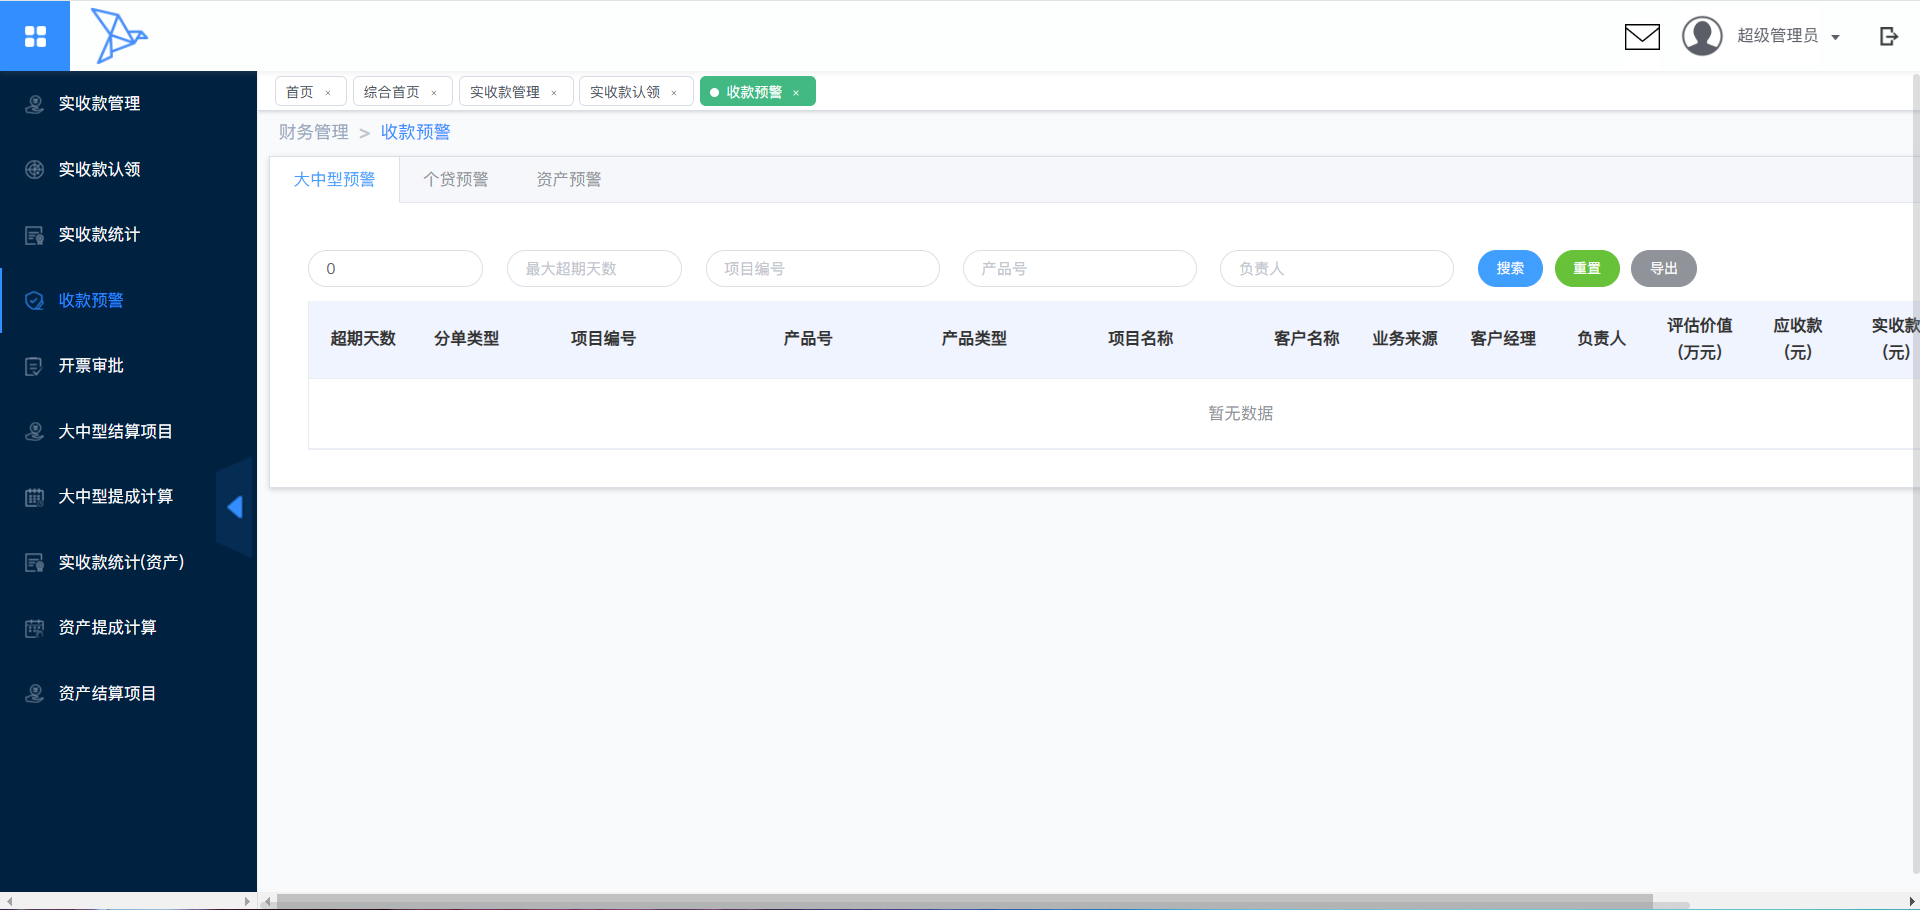 超级管理员
首页 ×
综合首页 ×
实收款管理 ×
实收款认领 ×
收款预警 ×
财务管理 > 收款预警
实收款管理
实收款认领
实收款统计
收款预警
开票审批
大中型结算项目
大中型提成计算
实收款统计(资产)
资产提成计算
资产结算项目
大中型预警
个贷预警
资产预警
0
最大超期天数
项目编号
产品号
负责人
搜索
重置
导出
超期天数
分单类型
项目编号
产品号
产品类型
项目名称
客户名称
业务来源
客户经理
负责人
评估价值
(万元)
应收款
(元)
实收款
(元)
暂无数据